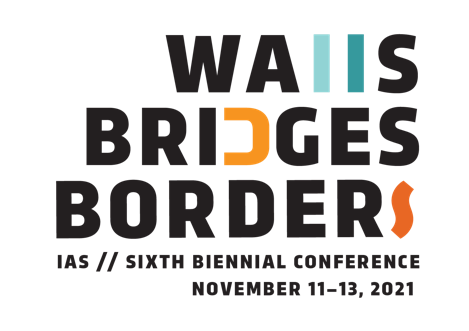 WALLS
BRIDGES
BORDERS
IAS // SIXTH BIENNIAL CONFERENCE
NOVEMBER 11–13, 2021